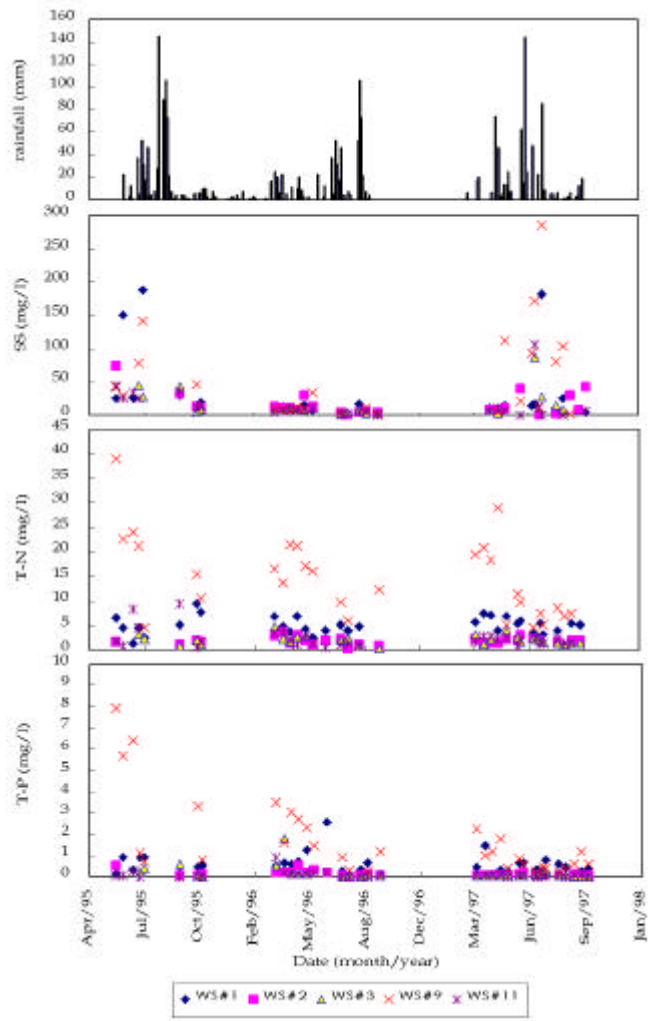 160
140
120
100
80
60
40
20
0
rainfall (mm)
300
250
200
150
100
50
0
SS (mg/l)
45
40
35
30
25
20
15
10
5
0
T-N (mg/l)
10
9
8
7
6
5
4
3
2
1
0
T-P (mg/l)
Apr/95
Jul/95
Oct/95
Feb/96
May/96
Aug/96
Dec/96
Mar/97
Jun/97
Sep/97
Jan/98
Date (month/year)
WS#1 WS#2 WS#3 WS#9 WS#11